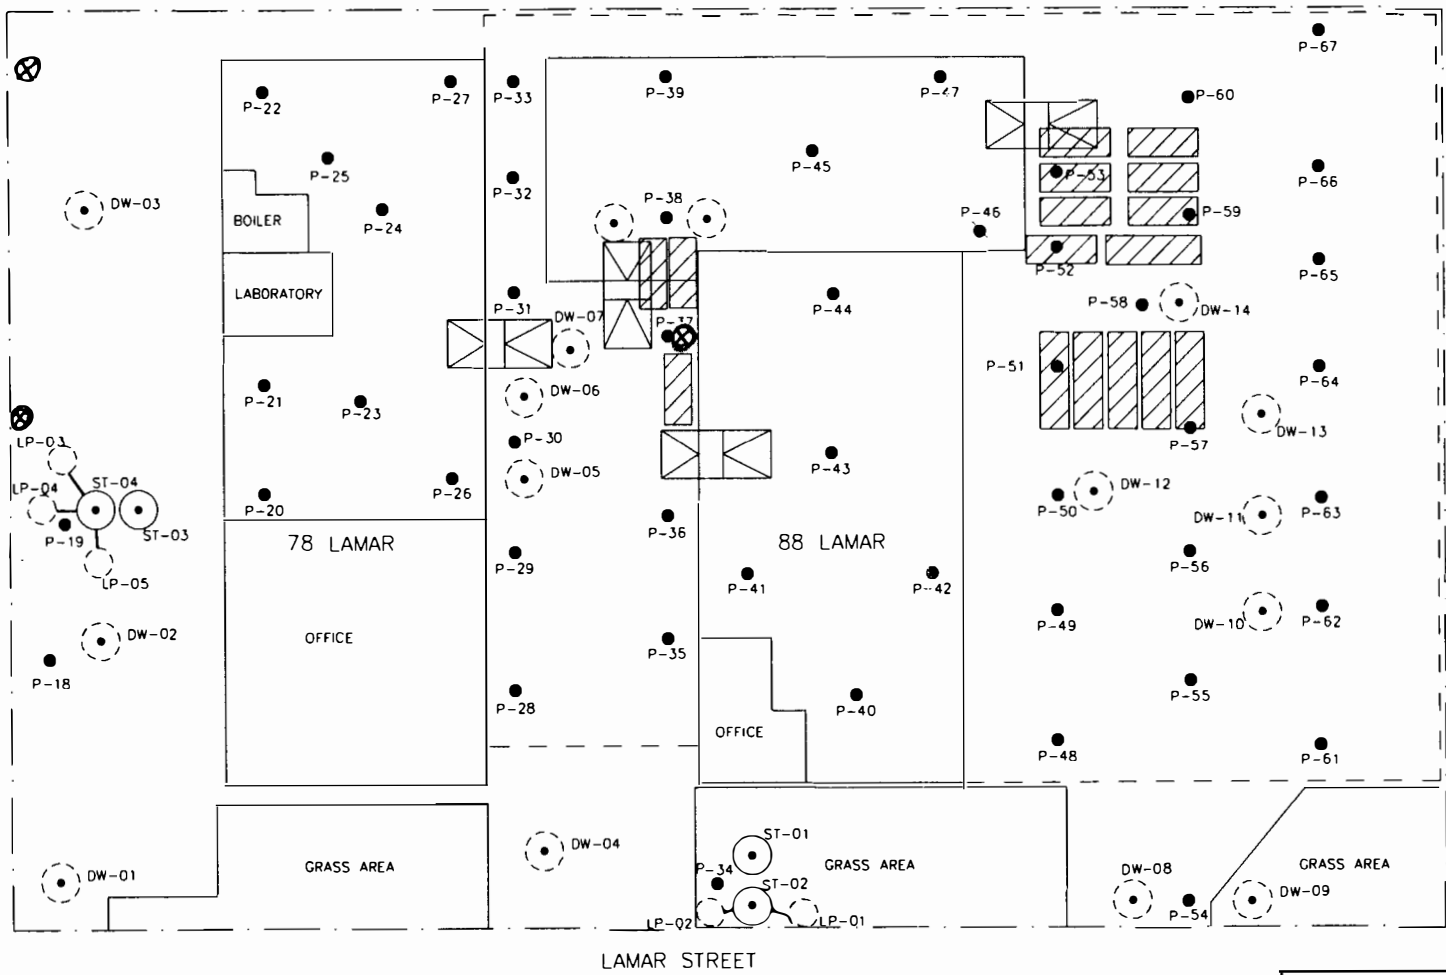 P-67
P-22
P-27
P-33
P-39
P-47
P-60
P-45
P-25
P-32
P-53
P-66
DW-03
BOILER
P-24
P-38
P-46
P-59
P-52
P-65
LABORATORY
P-31
P-44
P-58
DW-14
DW-07
P-37
P-51
P-64
P-21
P-23
DW-06
LP-03
P-30
DW-13
P-57
DW-05
P-43
ST-04
LP-04
P-26
DW-12
P-20
P-50
P-63
DW-11
P-19
ST-03
78 LAMAR
P-36
88 LAMAR
P-29
P-56
LP-05
P-41
P-42
DW-10
P-62
P-49
DW-02
OFFICE
P-35
P-18
P-55
P-28
P-40
OFFICE
P-48
P-61
ST-01
DW-04
GRASS AREA
GRASS AREA
GRASS AREA
P-34
DW-01
ST-02
DW-08
DW-09
LP-02
LP-01
P-54
LAMAR STREET